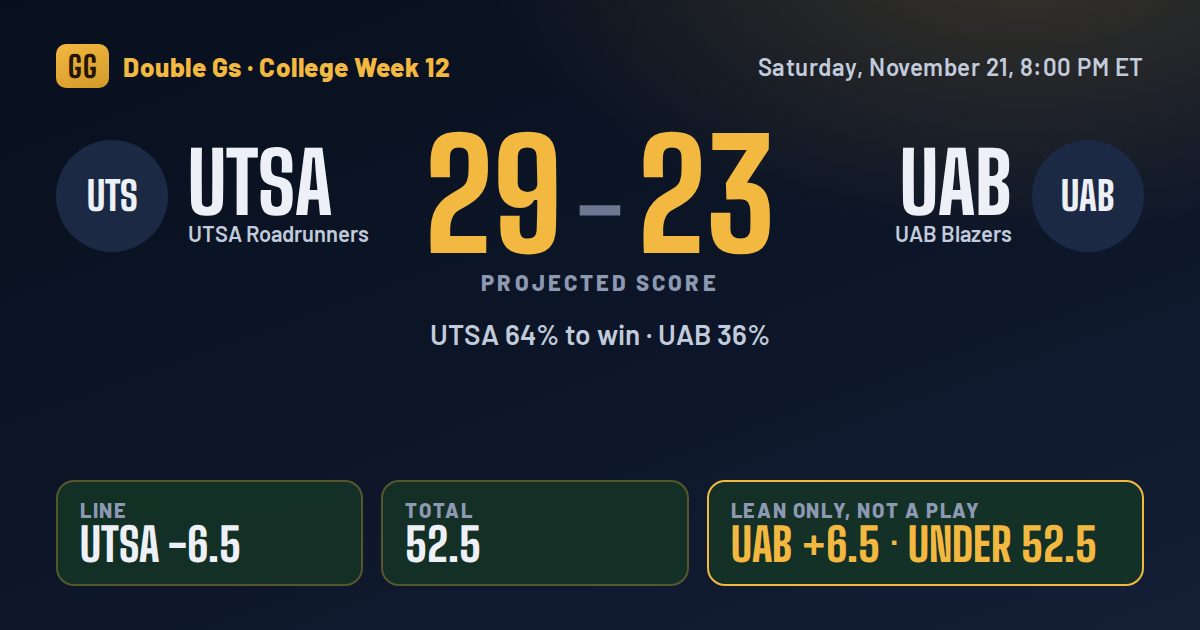 GG Double Gs · College Week 12
Saturday, November 21, 8:00 PM ET
UTS
UTSA
UTSA Roadrunners
29 – 23
PROJECTED SCORE
UTSA 64% to win · UAB 36%
UAB
UAB Blazers
UAB
LINE
UTSA −6.5
TOTAL
52.5
LEAN ONLY, NOT A PLAY
UAB +6.5 · UNDER 52.5